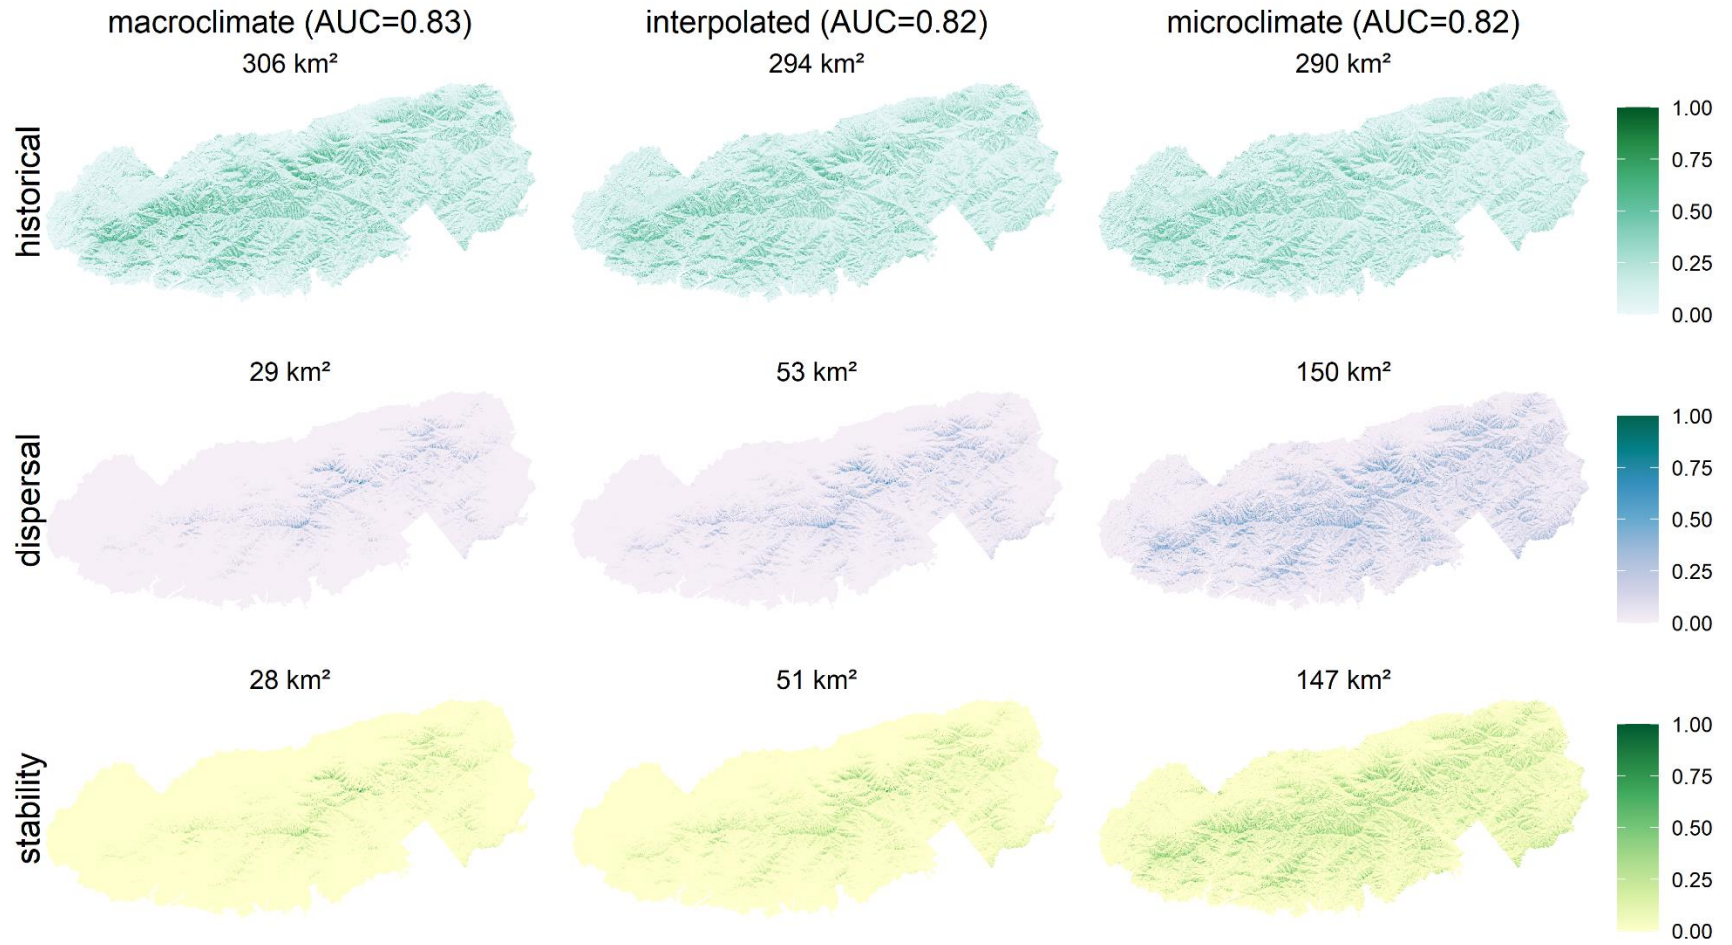 macroclimate (AUC=0.83)
interpolated (AUC=0.82)
microclimate (AUC=0.82)
306 km²
294 km²
290 km²
historical
1.00
0.75
0.50
0.25
0.00
29 km²
53 km²
150 km²
dispersal
1.00
0.75
0.50
0.25
0.00
28 km²
51 km²
147 km²
stability
1.00
0.75
0.50
0.25
0.00